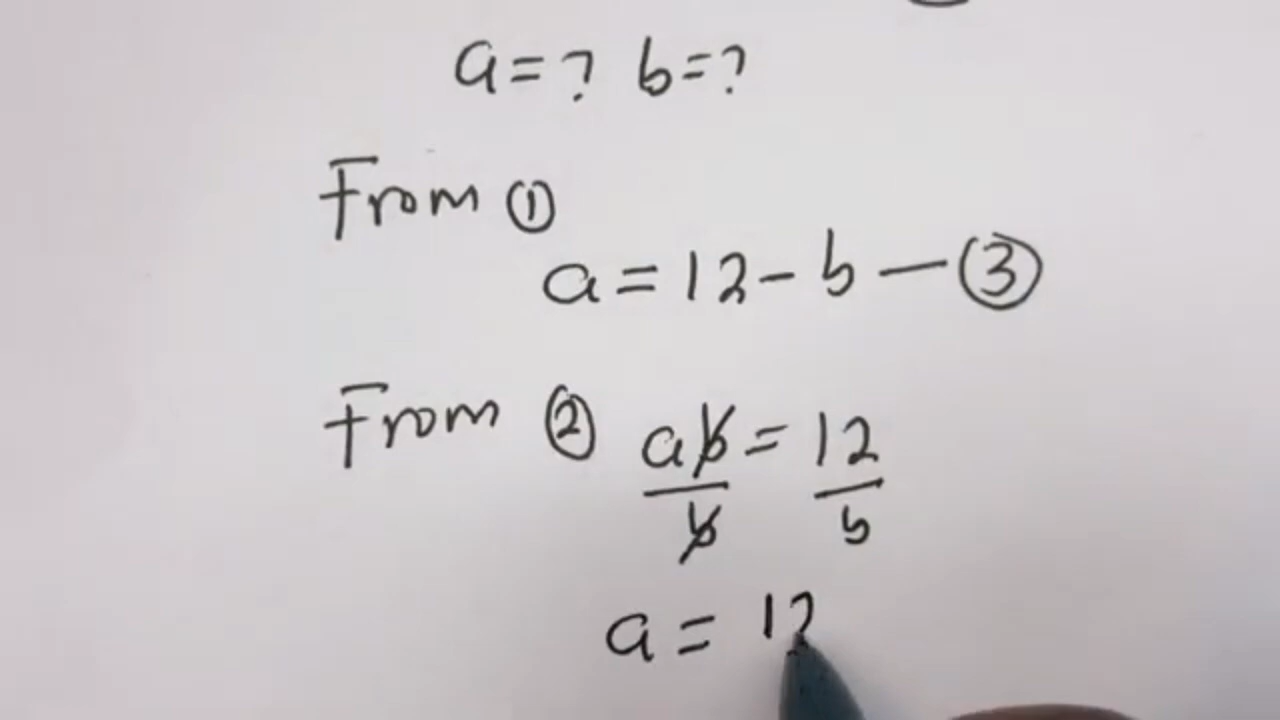 a = ? b = ?
From ①
a = 12 - b — ③
From ② ab = 12
b b
a = 12